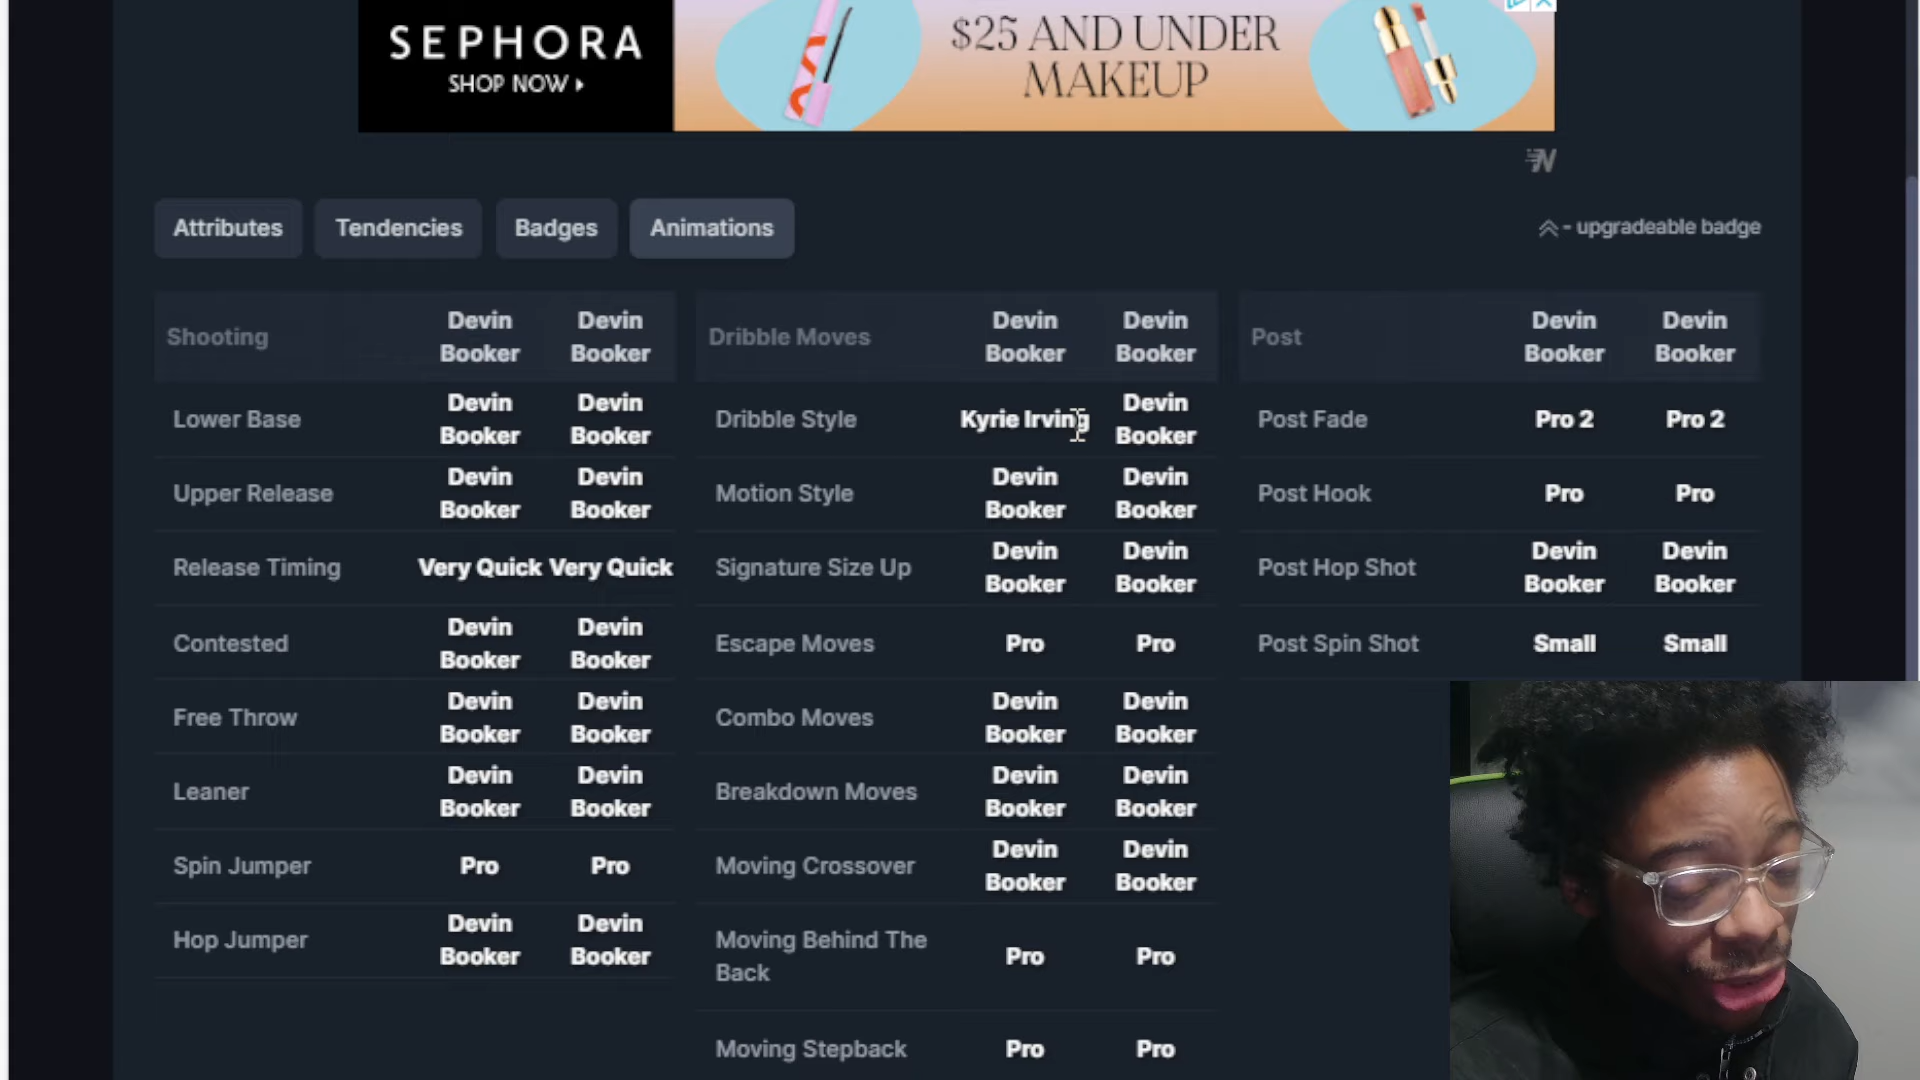 SEPHORA
SHOP NOW
$25 AND UNDER
MAKEUP
Attributes Tendencies Badges Animations - upgradeable badge
Shooting Devin Booker Devin Booker
Lower Base Devin Booker Devin Booker
Upper Release Devin Booker Devin Booker
Release Timing Very Quick Very Quick
Contested Devin Booker Devin Booker
Free Throw Devin Booker Devin Booker
Leaner Devin Booker Devin Booker
Spin Jumper Pro Pro
Hop Jumper Devin Booker Devin Booker
Dribble Moves Devin Booker Devin Booker
Dribble Style Kyrie Irving Devin Booker
Motion Style Devin Booker Devin Booker
Signature Size Up Devin Booker Devin Booker
Escape Moves Pro Pro
Combo Moves Devin Booker Devin Booker
Breakdown Moves Devin Booker Devin Booker
Moving Crossover Devin Booker Devin Booker
Moving Behind The Back Pro Pro
Moving Stepback Pro Pro
Post Devin Booker Devin Booker
Post Fade Pro 2 Pro 2
Post Hook Pro Pro
Post Hop Shot Devin Booker Devin Booker
Post Spin Shot Small Small